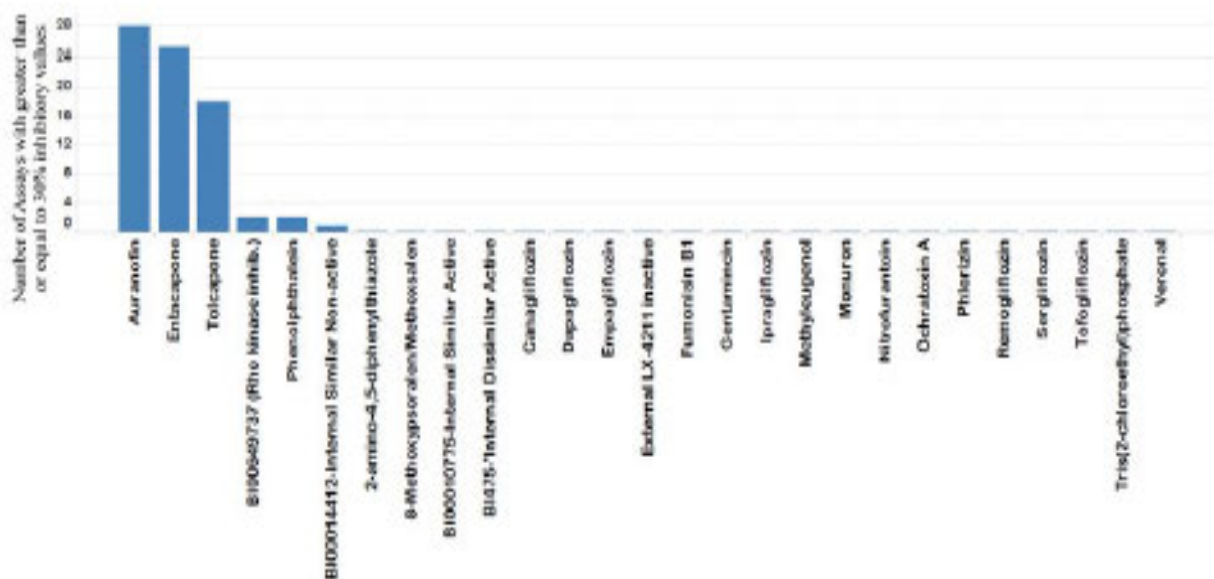 Number of Assays with greater than
or equal to 30% inhibitory values
28
24
20
16
12
8
4
0
Auranofin
Entacapone
Tolcapone
BI00849737 (Rho kinase inhib.)
Phenolphthalein
BI00014412-Internal Similar Non-active
2-amino-4,5-diphenylthiazole
8-Methoxypsoralen/Methoxsalen
BI00010775-Internal Similar Active
BI475-*Internal Dissimilar Active
Canagliflozin
Dapagliflozin
Empagliflozin
External LX-4211 inactive
Fumonisin B1
Gentamicin
Ipragliflozin
Methyleugenol
Monuron
Nitrofurantoin
Ochratoxin A
Phlorizin
Remogliflozin
Sergliflozin
Tofogliflozin
Tris(2-chloroethyl)phosphate
Veronal